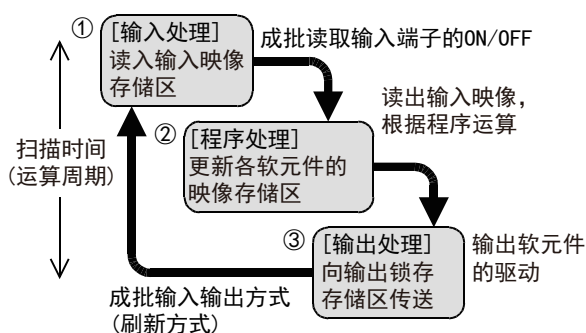 ①
[输入处理]
读入输入映像
存储区
成批读取输入端子的ON/OFF
读出输入映像，
根据程序运算
②
[程序处理]
更新各软元件的
映像存储区
扫描时间
(运算周期)
③
[输出处理]
向输出锁存
存储区传送
输出软元件
的驱动
成批输入输出方式
(刷新方式)